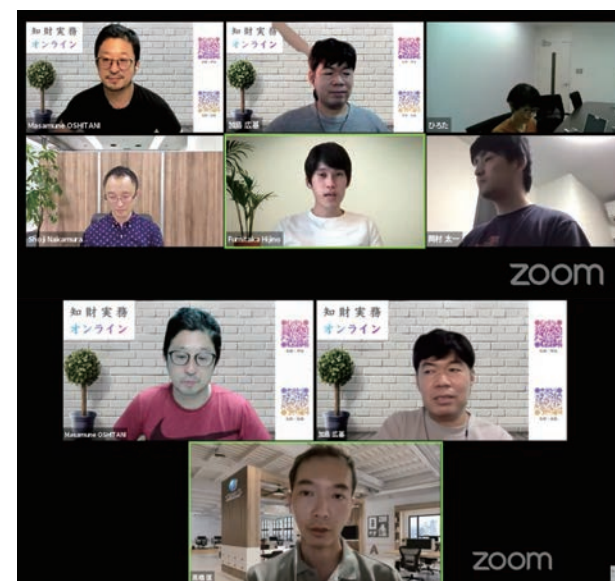 知財実務
オンライン
Masamune OSHITANI
知財実務
オンライン
加島 広基
ひろた
Shoji Nakamura
Fumitaka Hijino
岡村 太一
zoom
知財実務
オンライン
Masamune OSHITANI
知財実務
オンライン
加島 広基
zoom